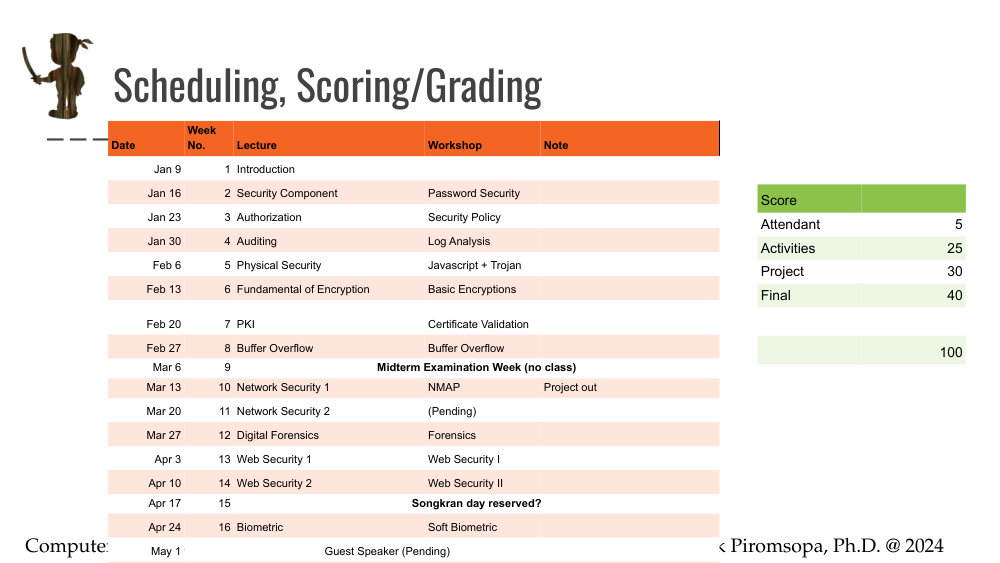 Scheduling, Scoring/Grading
Date Week No. Lecture Workshop Note
Jan 9 1 Introduction
Jan 16 2 Security Component Password Security
Jan 23 3 Authorization Security Policy
Jan 30 4 Auditing Log Analysis
Feb 6 5 Physical Security Javascript + Trojan
Feb 13 6 Fundamental of Encryption Basic Encryptions
Feb 20 7 PKI Certificate Validation
Feb 27 8 Buffer Overflow Buffer Overflow
Mar 6 9 Midterm Examination Week (no class)
Mar 13 10 Network Security 1 NMAP Project out
Mar 20 11 Network Security 2 (Pending)
Mar 27 12 Digital Forensics Forensics
Apr 3 13 Web Security 1 Web Security I
Apr 10 14 Web Security 2 Web Security II
Apr 17 15 Songkran day reserved?
Apr 24 16 Biometric Soft Biometric
May 1 Guest Speaker (Pending)
Score
Attendant 5
Activities 25
Project 30
Final 40
100
Piromsopa, Ph.D. @ 2024